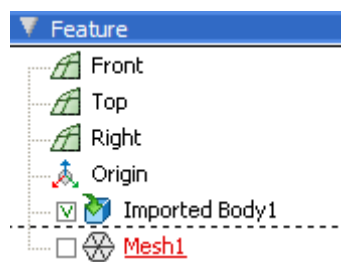 Feature
Front
Top
Right
Origin
Imported Body1
Mesh1